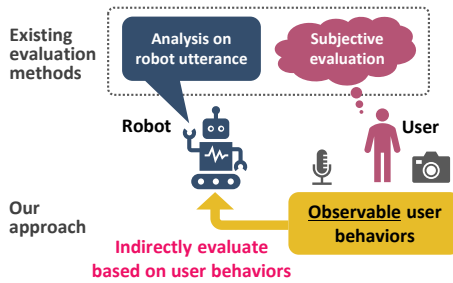 Existing
evaluation
methods
Analysis on
robot utterance
Subjective
evaluation
Robot
User
Our
approach
Observable user
behaviors
Indirectly evaluate
based on user behaviors